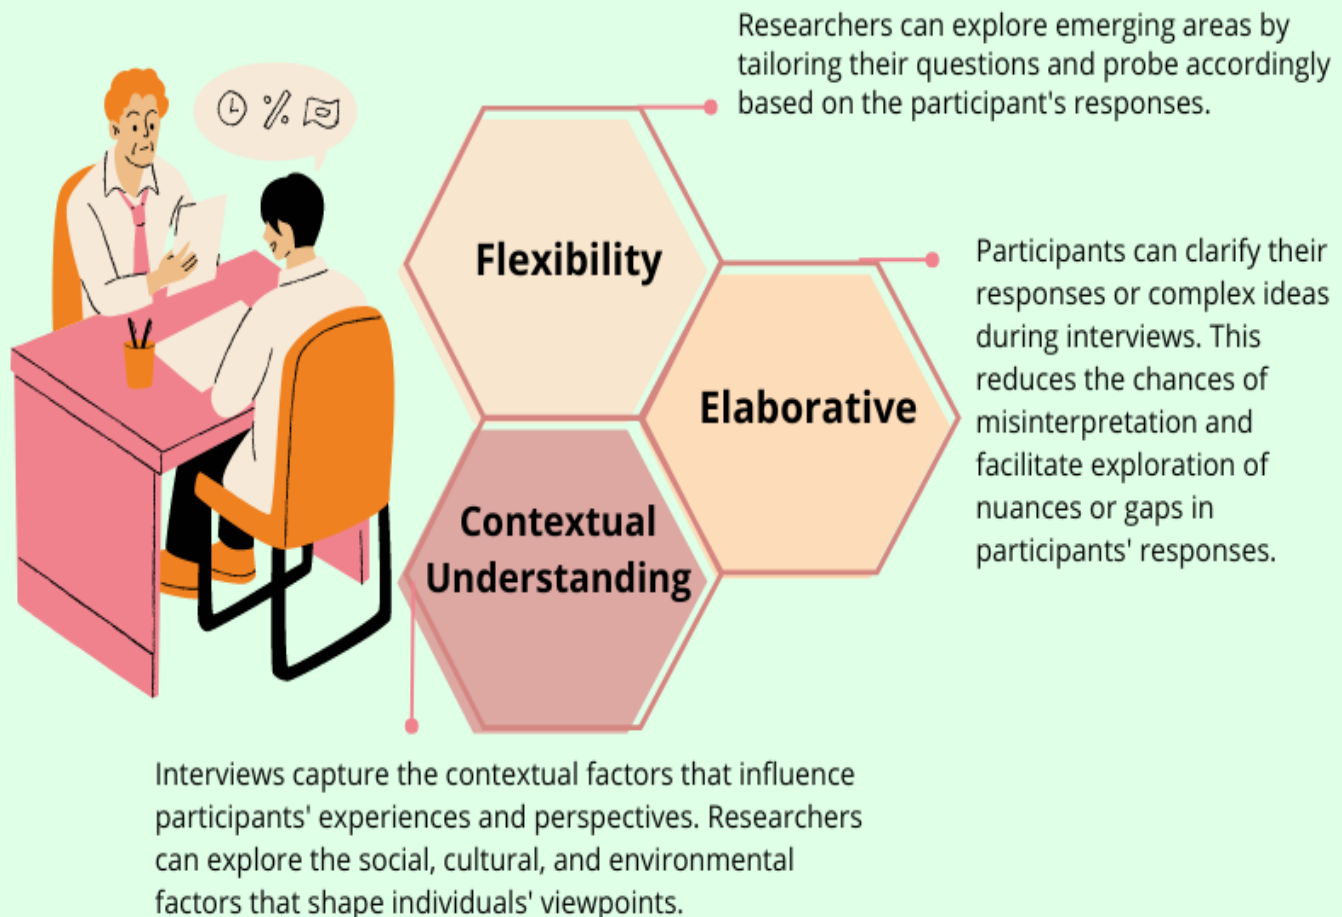 Researchers can explore emerging areas by
tailoring their questions and probe accordingly
based on the participant's responses.
Flexibility
Participants can clarify their
responses or complex ideas
during interviews. This
reduces the chances of
misinterpretation and
facilitate exploration of
nuances or gaps in
participants' responses.
Elaborative
Contextual
Understanding
Interviews capture the contextual factors that influence
participants' experiences and perspectives. Researchers
can explore the social, cultural, and environmental
factors that shape individuals' viewpoints.
%